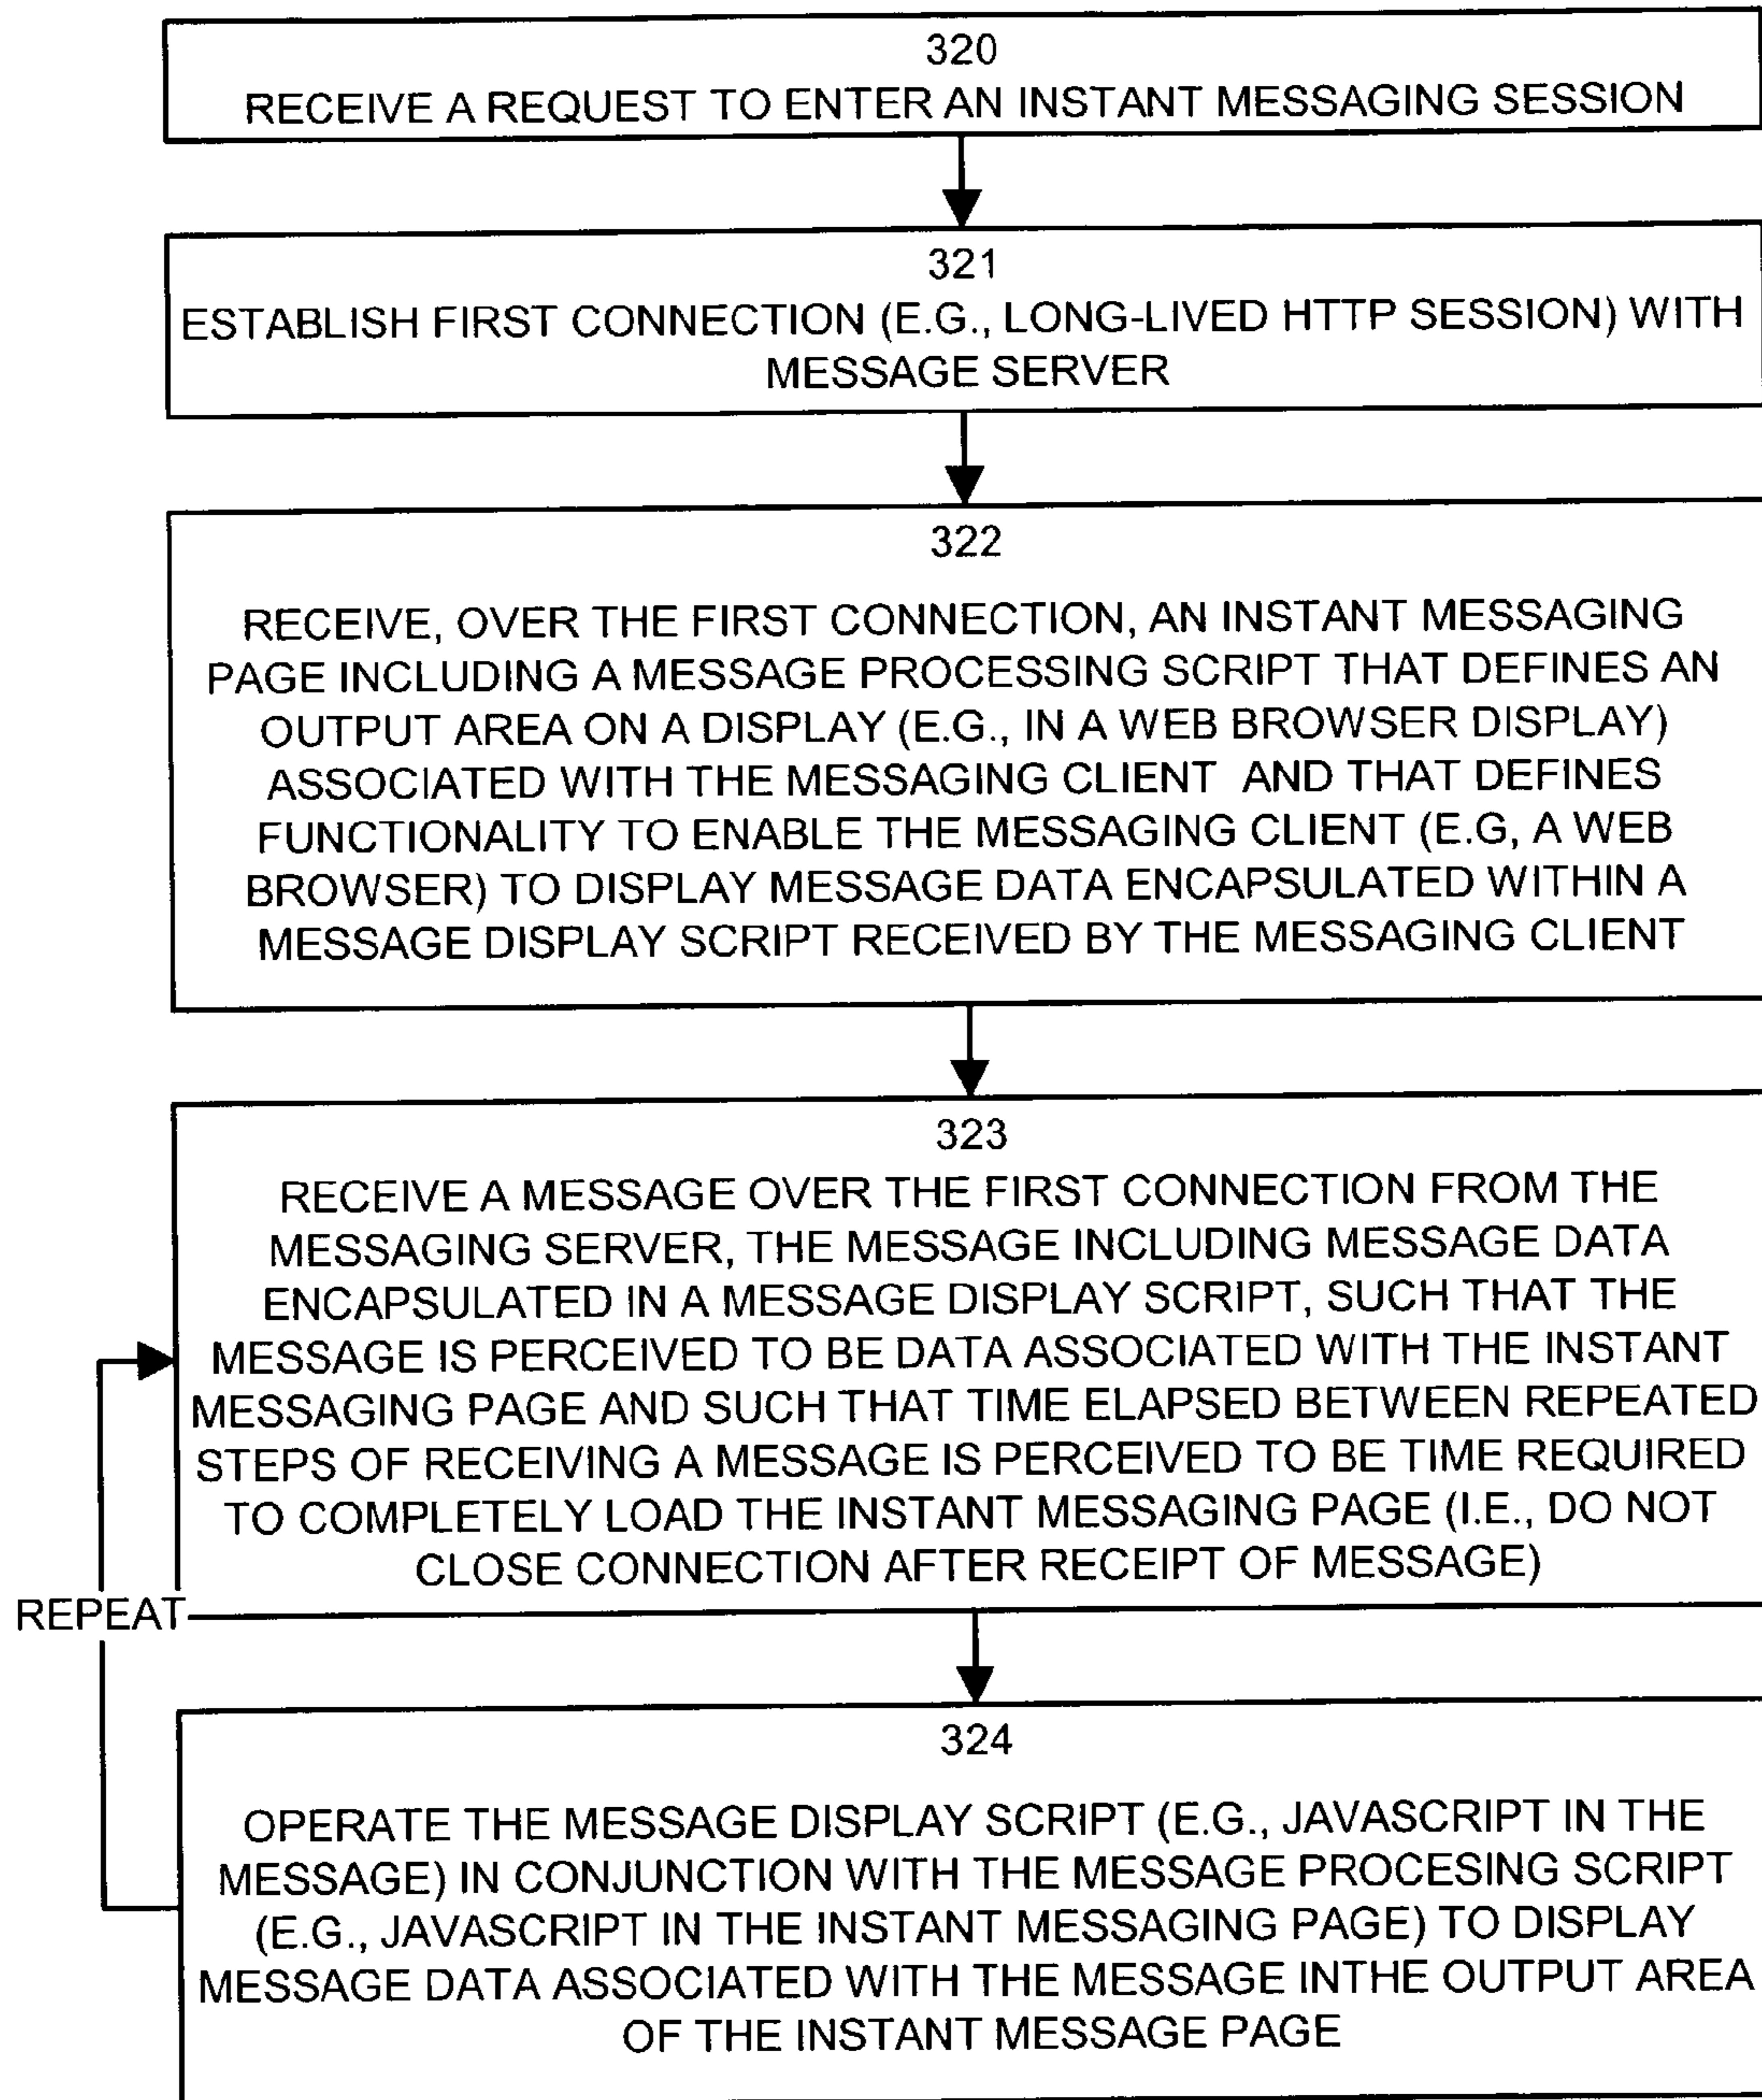 320
RECEIVE A REQUEST TO ENTER AN INSTANT MESSAGING SESSION
321
ESTABLISH FIRST CONNECTION (E.G., LONG-LIVED HTTP SESSION) WITH
MESSAGE SERVER
322
RECEIVE, OVER THE FIRST CONNECTION, AN INSTANT MESSAGING
PAGE INCLUDING A MESSAGE PROCESSING SCRIPT THAT DEFINES AN
OUTPUT AREA ON A DISPLAY (E.G., IN A WEB BROWSER DISPLAY)
ASSOCIATED WITH THE MESSAGING CLIENT AND THAT DEFINES
FUNCTIONALITY TO ENABLE THE MESSAGING CLIENT (E.G, A WEB
BROWSER) TO DISPLAY MESSAGE DATA ENCAPSULATED WITHIN A
MESSAGE DISPLAY SCRIPT RECEIVED BY THE MESSAGING CLIENT
323
RECEIVE A MESSAGE OVER THE FIRST CONNECTION FROM THE
MESSAGING SERVER, THE MESSAGE INCLUDING MESSAGE DATA
ENCAPSULATED IN A MESSAGE DISPLAY SCRIPT, SUCH THAT THE
MESSAGE IS PERCEIVED TO BE DATA ASSOCIATED WITH THE INSTANT
MESSAGING PAGE AND SUCH THAT TIME ELAPSED BETWEEN REPEATED
STEPS OF RECEIVING A MESSAGE IS PERCEIVED TO BE TIME REQUIRED
TO COMPLETELY LOAD THE INSTANT MESSAGING PAGE (I.E., DO NOT
CLOSE CONNECTION AFTER RECEIPT OF MESSAGE)
REPEAT
324
OPERATE THE MESSAGE DISPLAY SCRIPT (E.G., JAVASCRIPT IN THE
MESSAGE) IN CONJUNCTION WITH THE MESSAGE PROCESING SCRIPT
(E.G., JAVASCRIPT IN THE INSTANT MESSAGING PAGE) TO DISPLAY
MESSAGE DATA ASSOCIATED WITH THE MESSAGE INTHE OUTPUT AREA
OF THE INSTANT MESSAGE PAGE